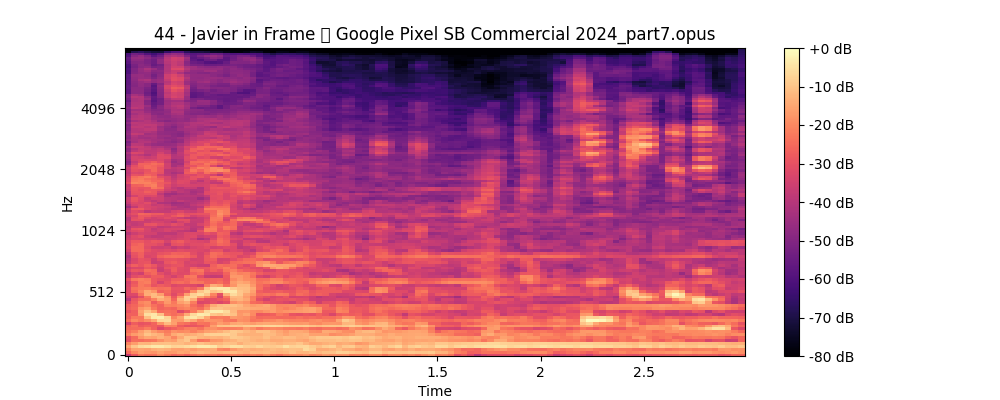 44 - Javier in Frame ▯ Google Pixel SB Commercial 2024_part7.opus
Hz
4096
2048
1024
512
0
0 0.5 1 1.5 2 2.5
Time
+0 dB
-10 dB
-20 dB
-30 dB
-40 dB
-50 dB
-60 dB
-70 dB
-80 dB